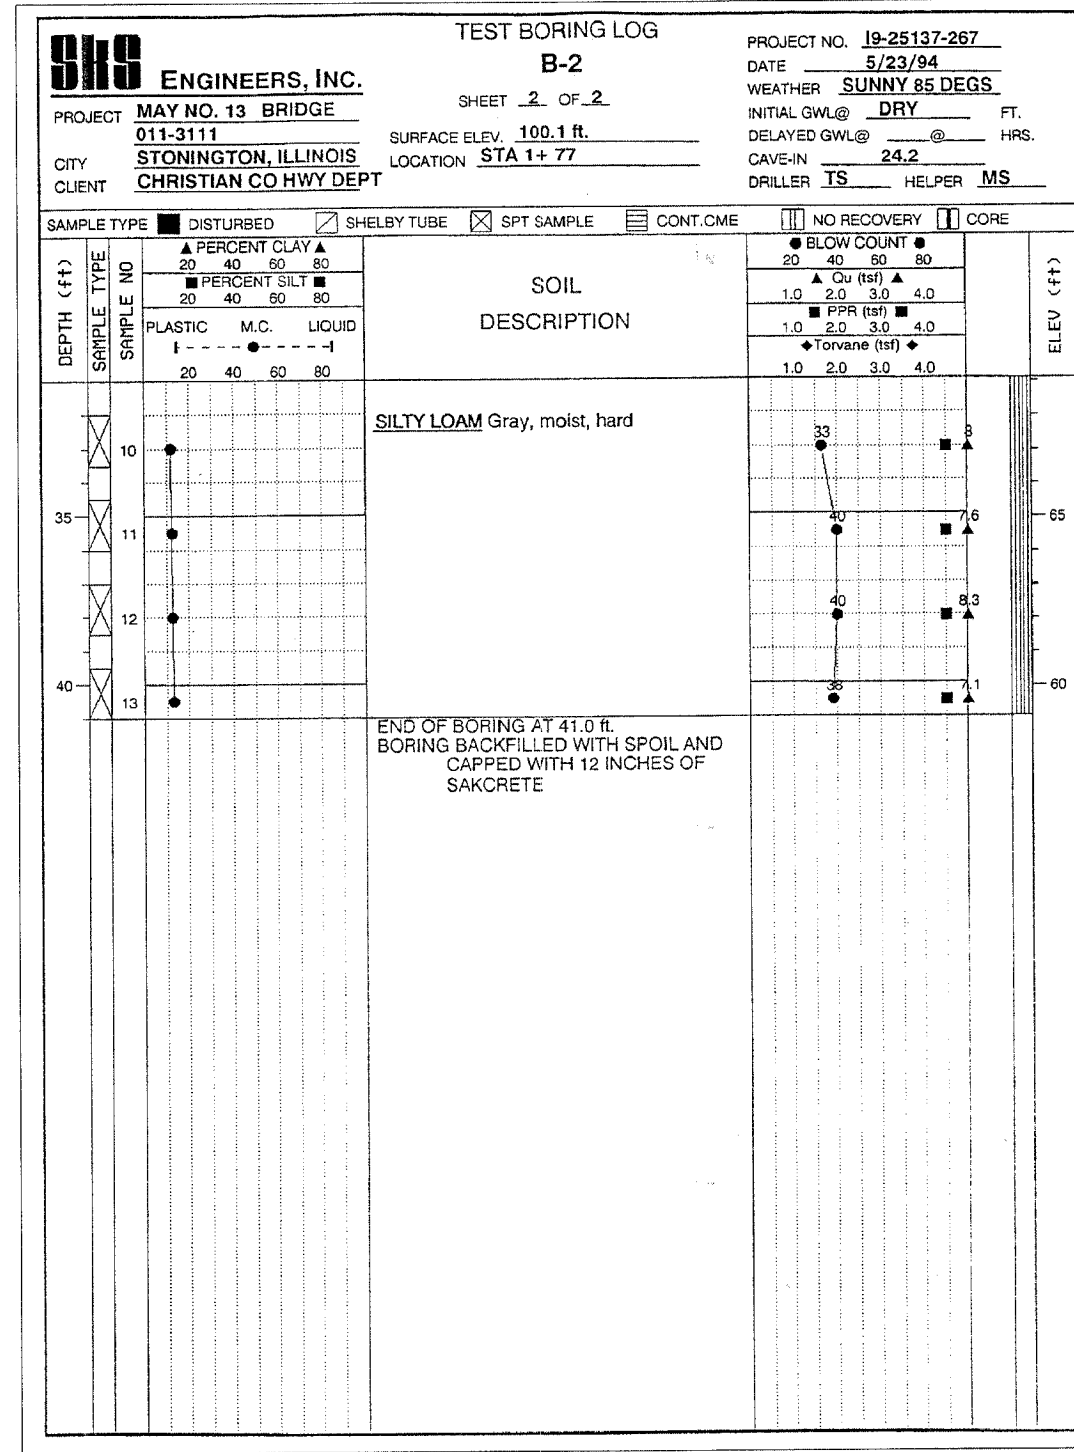 TEST BORING LOG
B-2
SHEET 2 OF 2
SURFACE ELEV. 100.1 ft.
LOCATION STA 1+ 77
SKS ENGINEERS, INC.
PROJECT MAY NO. 13 BRIDGE
011-3111
CITY STONINGTON, ILLINOIS
CLIENT CHRISTIAN CO HWY DEPT
PROJECT NO. I9-25137-267
DATE 5/23/94
WEATHER SUNNY 85 DEGS
INITIAL GWL@ DRY FT.
DELAYED GWL@ @ HRS.
CAVE-IN 24.2
DRILLER TS HELPER MS
SAMPLE TYPE DISTURBED SHELBY TUBE SPT SAMPLE CONT.CME NO RECOVERY CORE
DEPTH (ft)
SAMPLE TYPE
SAMPLE NO
▲ PERCENT CLAY ▲
20 40 60 80
■ PERCENT SILT ■
20 40 60 80
PLASTIC M.C. LIQUID
20 40 60 80
SOIL
DESCRIPTION
● BLOW COUNT ●
20 40 60 80
▲ Qu (tsf) ▲
1.0 2.0 3.0 4.0
■ PPR (tsf) ■
1.0 2.0 3.0 4.0
◆Torvane (tsf) ◆
1.0 2.0 3.0 4.0
ELEV (ft)
SILTY LOAM Gray, moist, hard
10 33 8
35 65
11 40 7.6
12 40 8.3
40 60
13 38 7.1
END OF BORING AT 41.0 ft.
BORING BACKFILLED WITH SPOIL AND
CAPPED WITH 12 INCHES OF
SAKCRETE